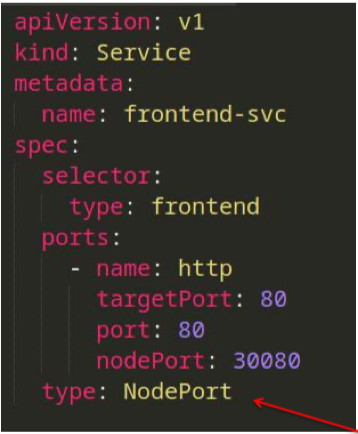 apiVersion: v1
kind: Service
metadata:
  name: frontend-svc
spec:
  selector:
    type: frontend
  ports:
    - name: http
      targetPort: 80
      port: 80
      nodePort: 30080
  type: NodePort